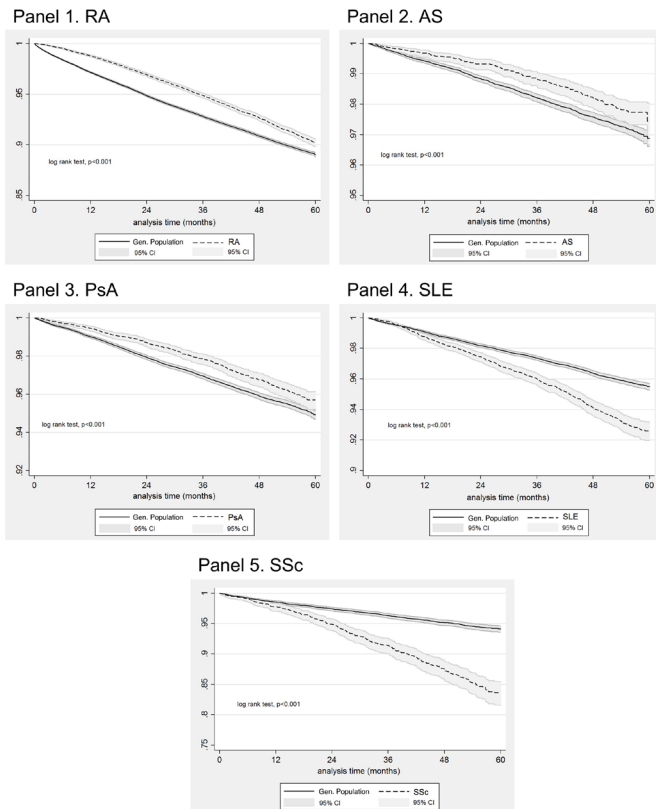 Panel 1. RA
1
.95
.9
.85
log rank test, p<0.001
0 12 24 36 48 60
analysis time (months)
Gen. Population RA
95% CI 95% CI
Panel 2. AS
1
.99
.98
.97
.96
.95
log rank test, p<0.001
0 12 24 36 48 60
analysis time (months)
Gen. Population AS
95% CI 95% CI
Panel 3. PsA
1
.98
.96
.94
.92
log rank test, p<0.001
0 12 24 36 48 60
analysis time (months)
Gen. Population PsA
95% CI 95% CI
Panel 4. SLE
1
.98
.96
.94
.92
.9
log rank test, p<0.001
0 12 24 36 48 60
analysis time (months)
Gen. Population SLE
95% CI 95% CI
Panel 5. SSc
1
.95
.9
.85
.8
.75
log rank test, p<0.001
0 12 24 36 48 60
analysis time (months)
Gen. Population SSc
95% CI 95% CI